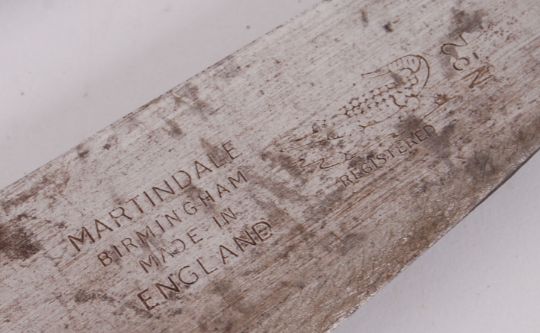 MARTINDALE
BIRMINGHAM
MADE IN
ENGLAND
REGISTERED
Nº 2